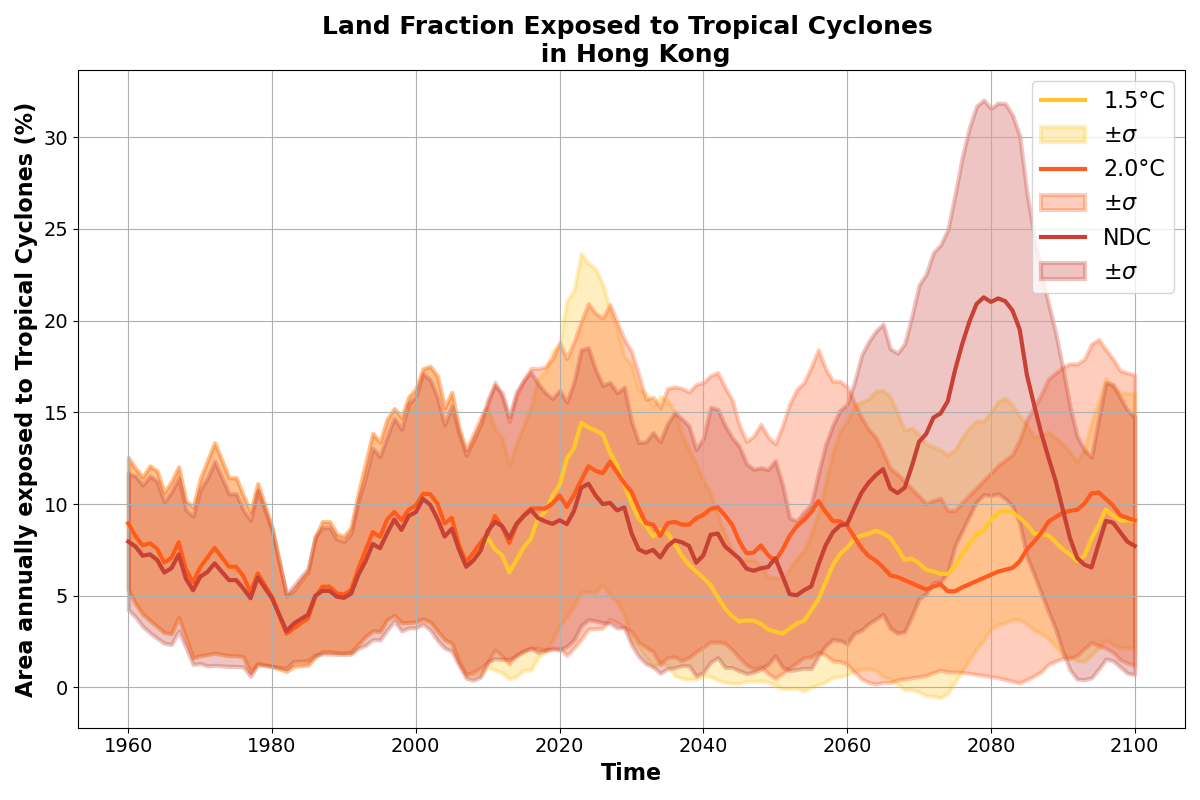 Land Fraction Exposed to Tropical Cyclones
in Hong Kong
Area annually exposed to Tropical Cyclones (%)
30
25
20
15
10
5
0
1960 1980 2000 2020 2040 2060 2080 2100
Time
1.5°C
±σ
2.0°C
±σ
NDC
±σ